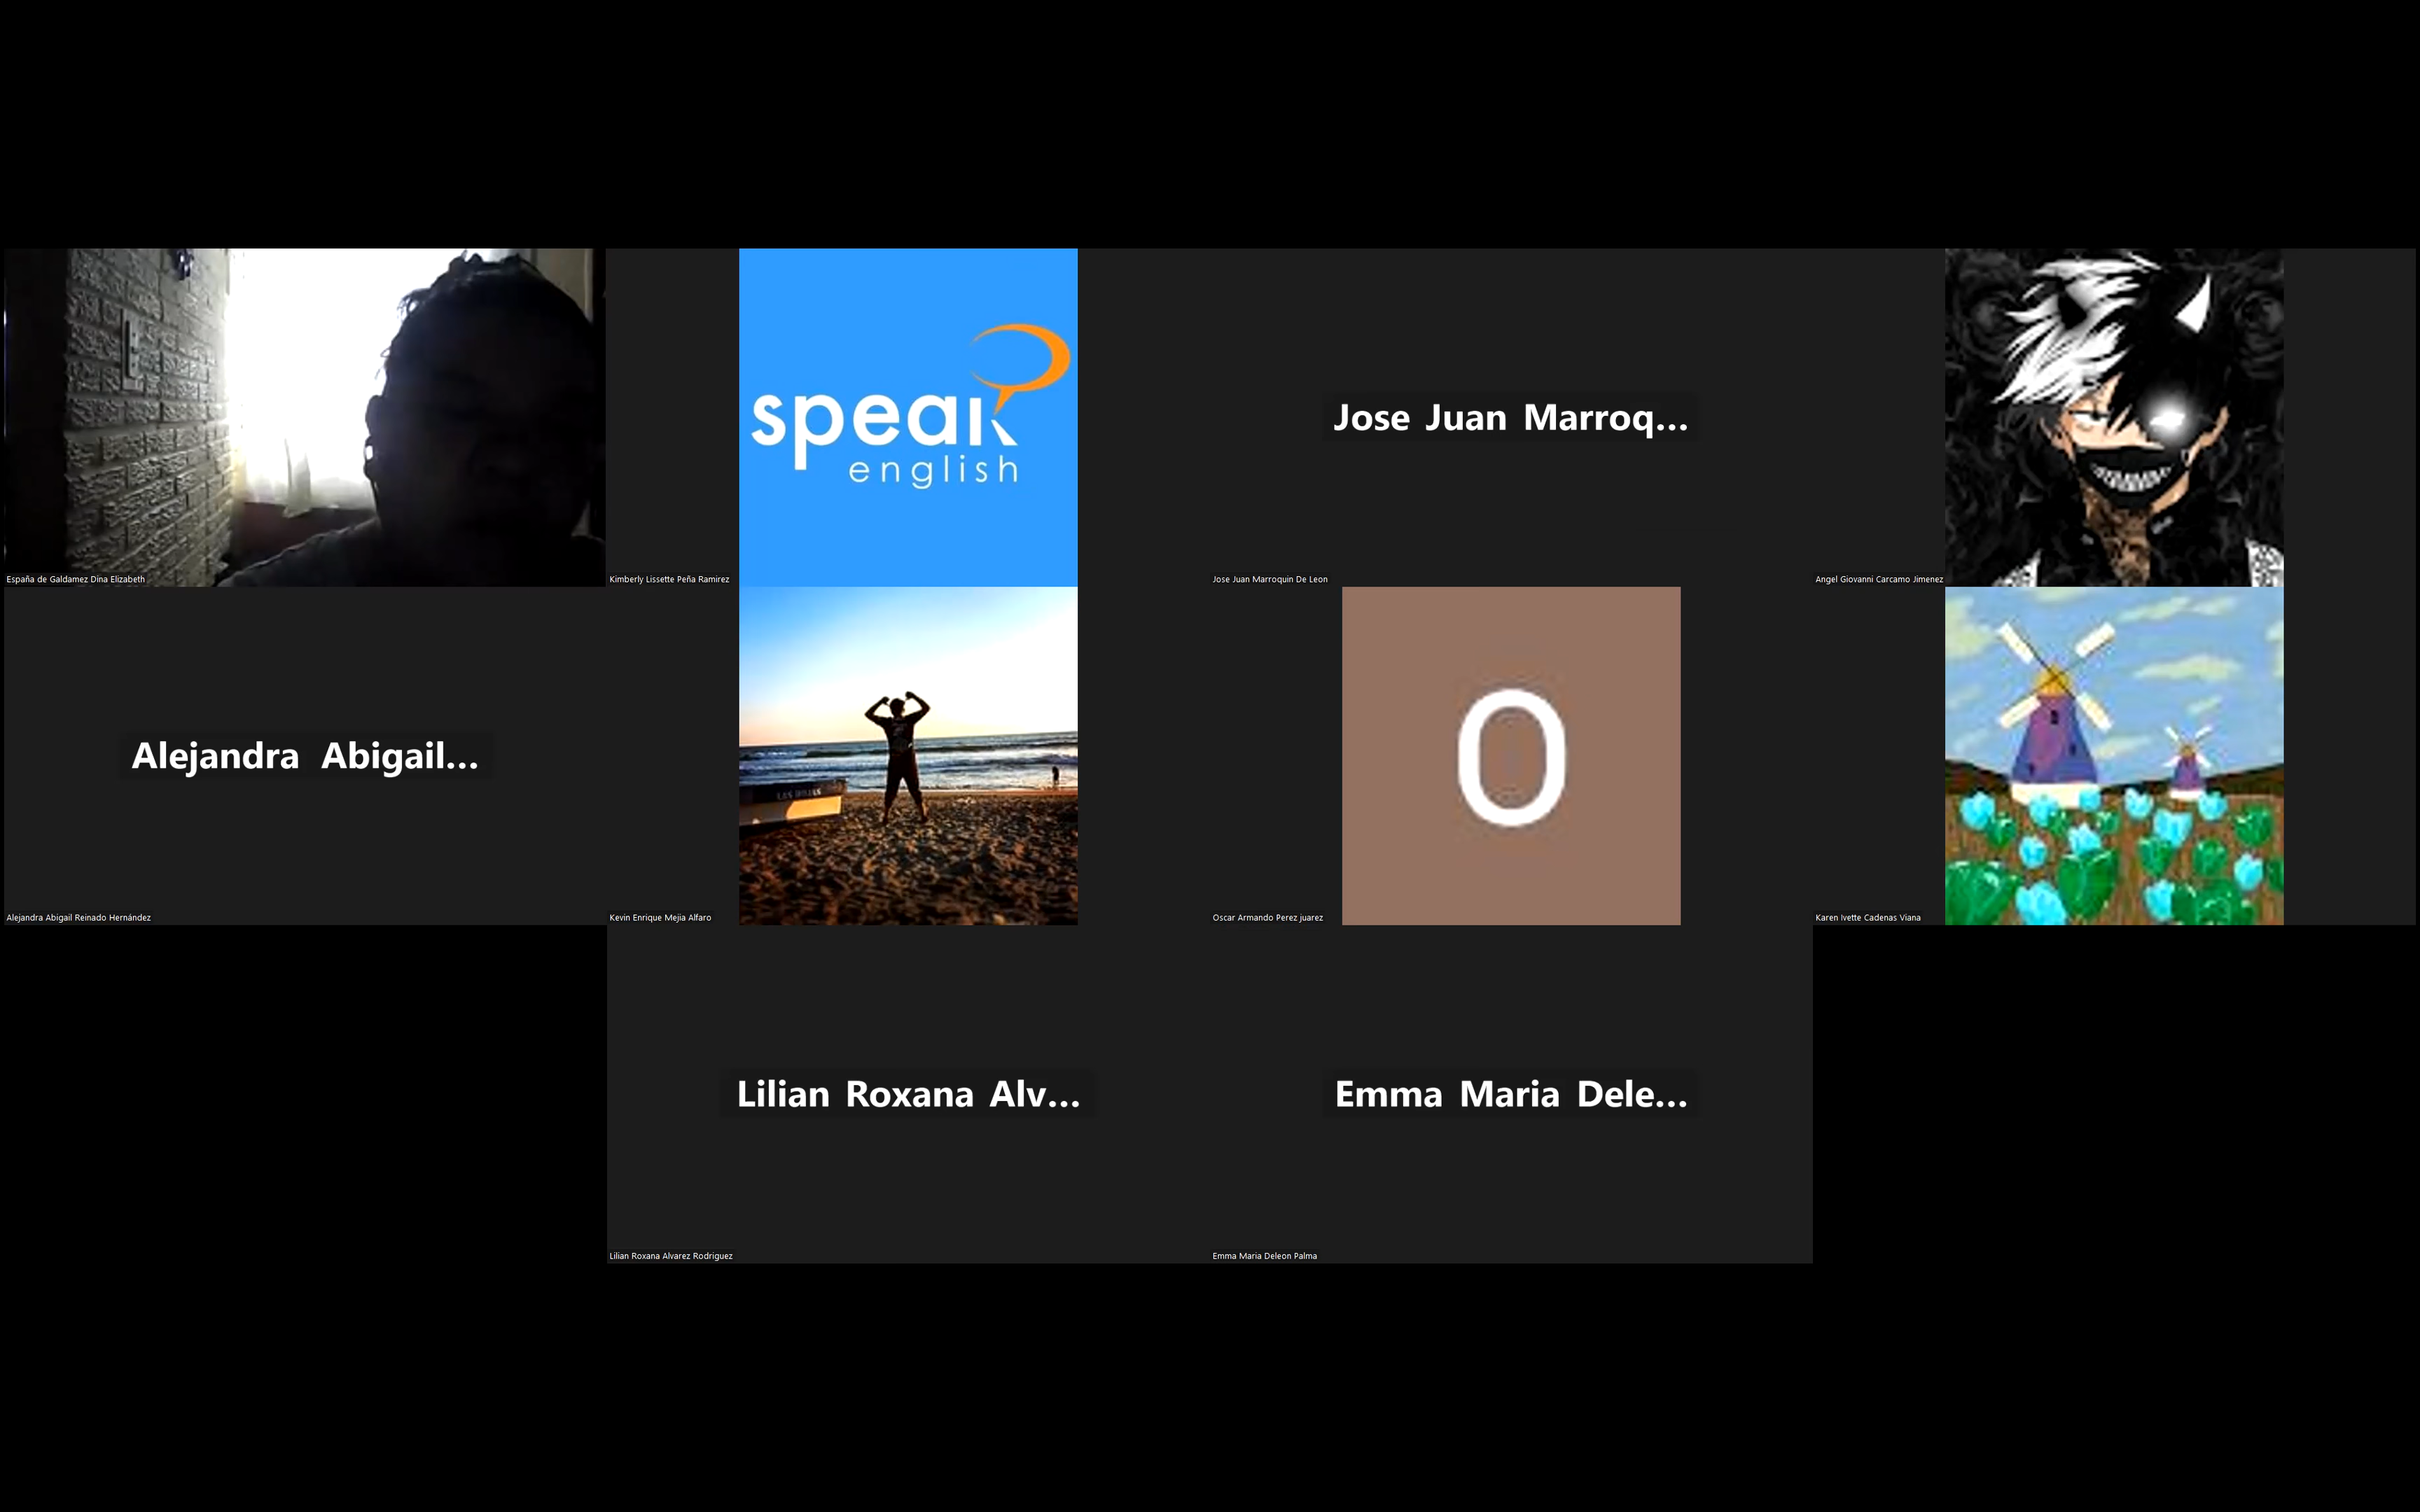 speak
english
Jose Juan Marroq...
España de Galdamez Dina Elizabeth
Kimberly Lissette Peña Ramirez
Jose Juan Marroquin De Leon
Angel Giovanni Carcamo Jimenez
Alejandra Abigail...
O
Alejandra Abigail Reinado Hernández
Kevin Enrique Mejia Alfaro
Oscar Armando Perez juarez
Karen Ivette Cadenas Viana
Lilian Roxana Alv...
Emma Maria Dele...
Lilian Roxana Alvarez Rodriguez
Emma Maria Deleon Palma